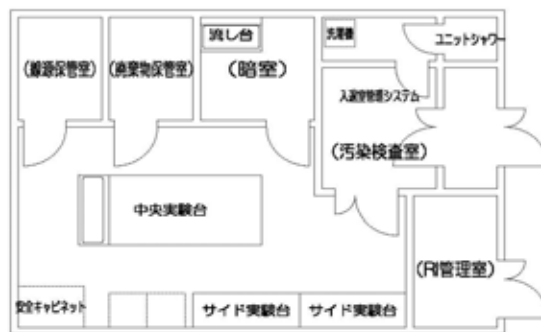 流し台
洗濯機
ユニットシャワー
(線源保管室)
(廃棄物保管室)
(暗室)
入退室管理システム
(汚染検査室)
中央実験台
(RI管理室)
安全キャビネット
サイド実験台
サイド実験台